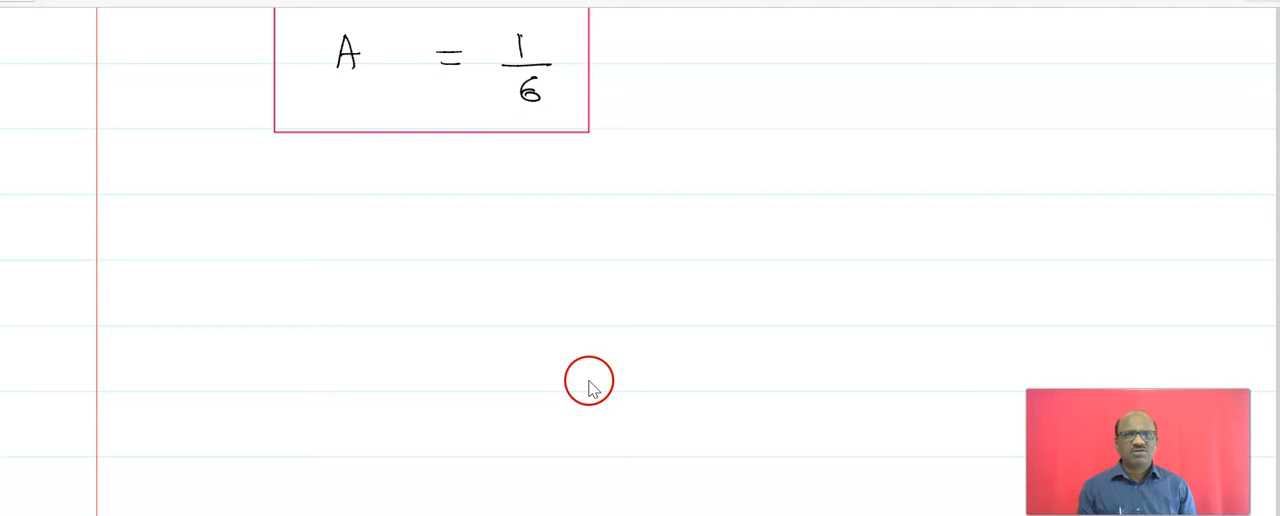 A = 1/6